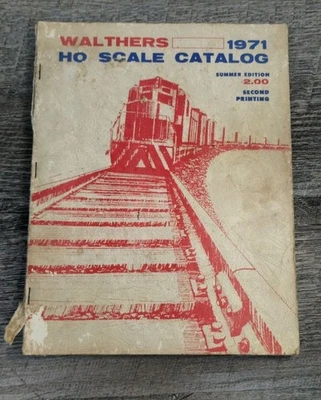 WALTHERS 1971
HO SCALE CATALOG
SUMMER EDITION
2.00
SECOND
PRINTING